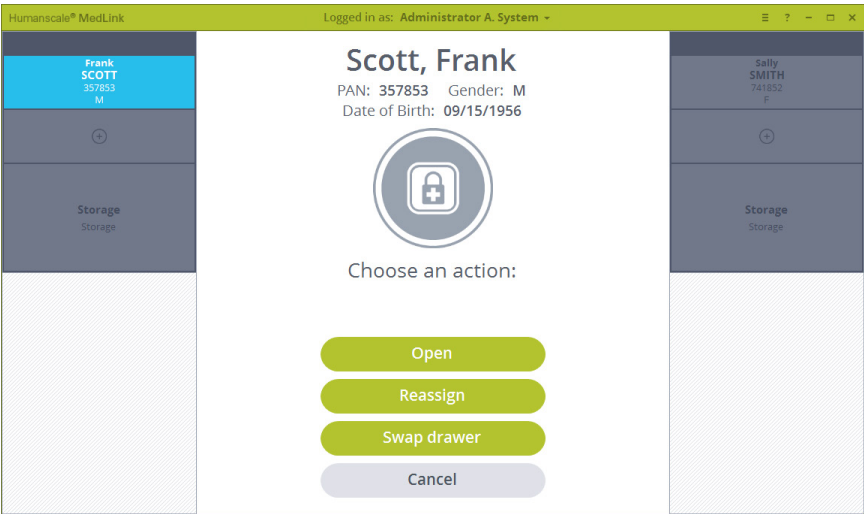 Humanscale® MedLink
Logged in as: Administrator A. System
?
Frank
SCOTT
357853
M
Storage
Storage
Scott, Frank
PAN: 357853 Gender: M
Date of Birth: 09/15/1956
Choose an action:
Open
Reassign
Swap drawer
Cancel
Sally
SMITH
741852
F
Storage
Storage